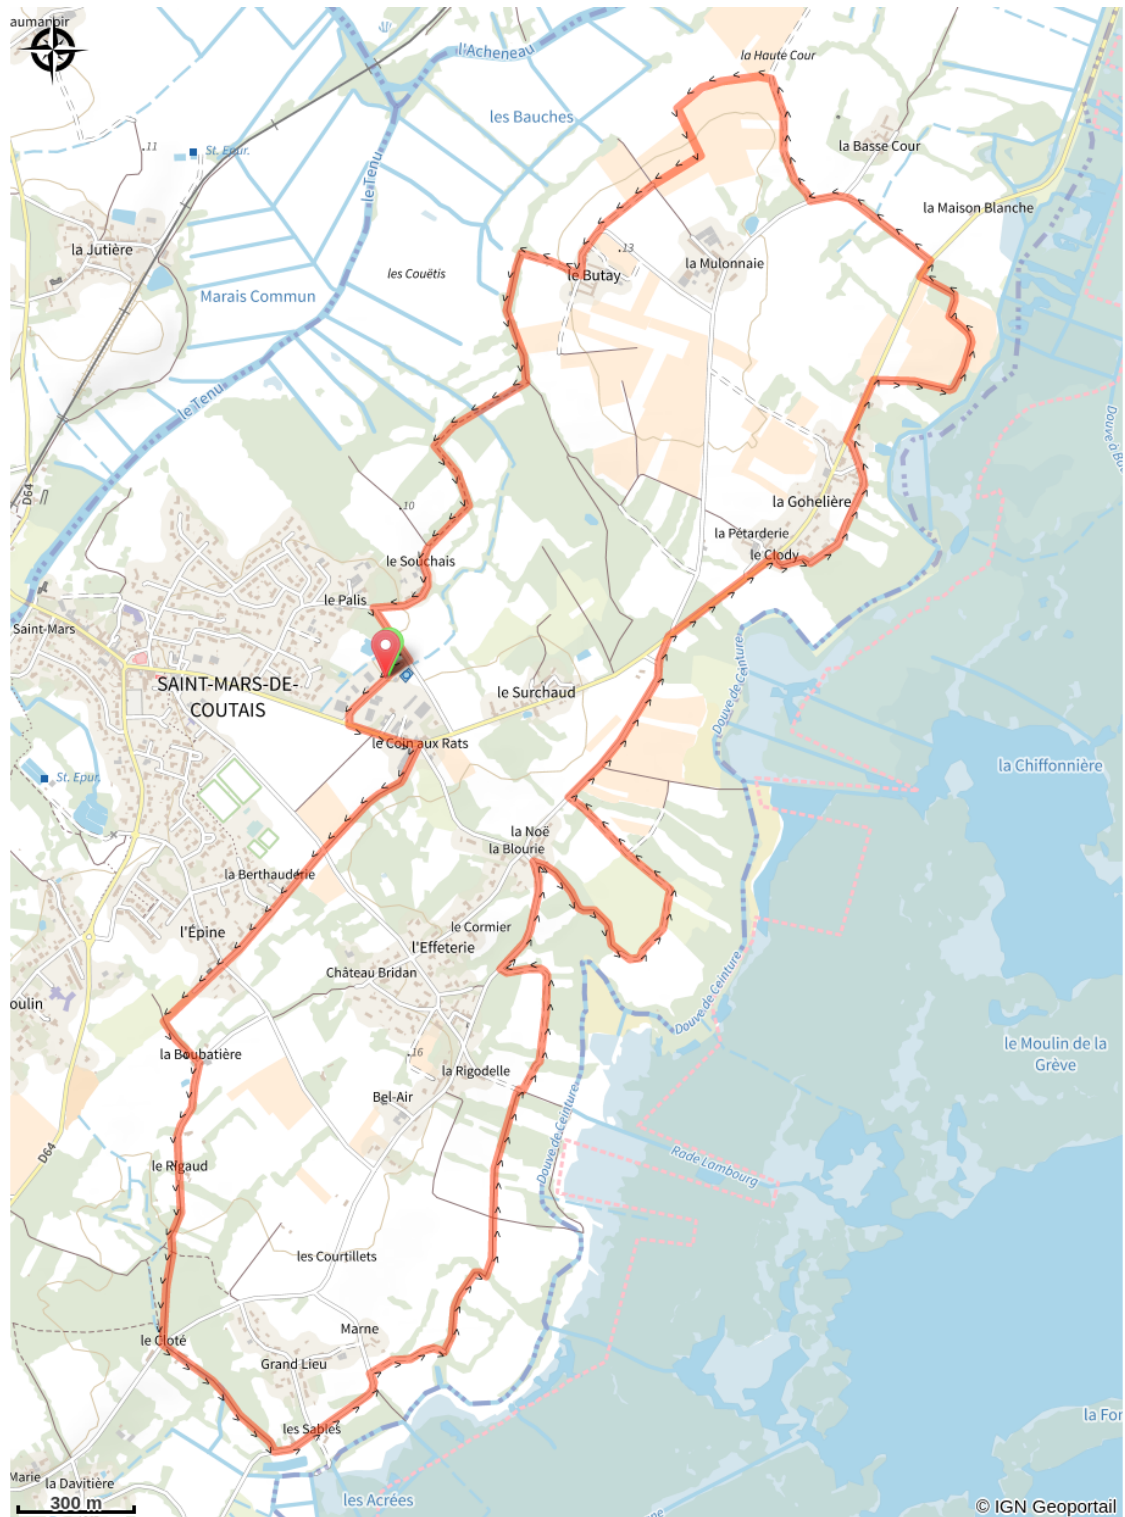 aumanoir
l'Acheneau
la Haute Cour
les Bauches
.11
St. Epur.
la Basse Cour
le Tenu
la Maison Blanche
la Jutière
.13
la Mulonnaie
les Couëtis
le Butay
Marais Commun
le Tenu
D64
la Gohelière
.10
la Pétarderie
le Clody
le Souchais
le Palis
Saint-Mars
SAINT-MARS-DE-
COUTAIS
le Surchaud
Douve de Ceinture
le Coin aux Rats
la Chiffonnière
St. Epur.
la Noë
la Blourie
la Berthauderie
l'Épine
le Cormier
l'Effeterie
Château Bridan
oulin
Douve de Ceinture
la Boubatière
.16
le Moulin de la
Grève
la Rigodelle
Bel-Air
Douve de Ceinture
D64
le Rigaud
Rade Lambourg
les Courtillets
le Cloté
Marne
Grand Lieu
les Sables
la For
Marie
la Davitière
les Acrées
300 m
© IGN Geoportail